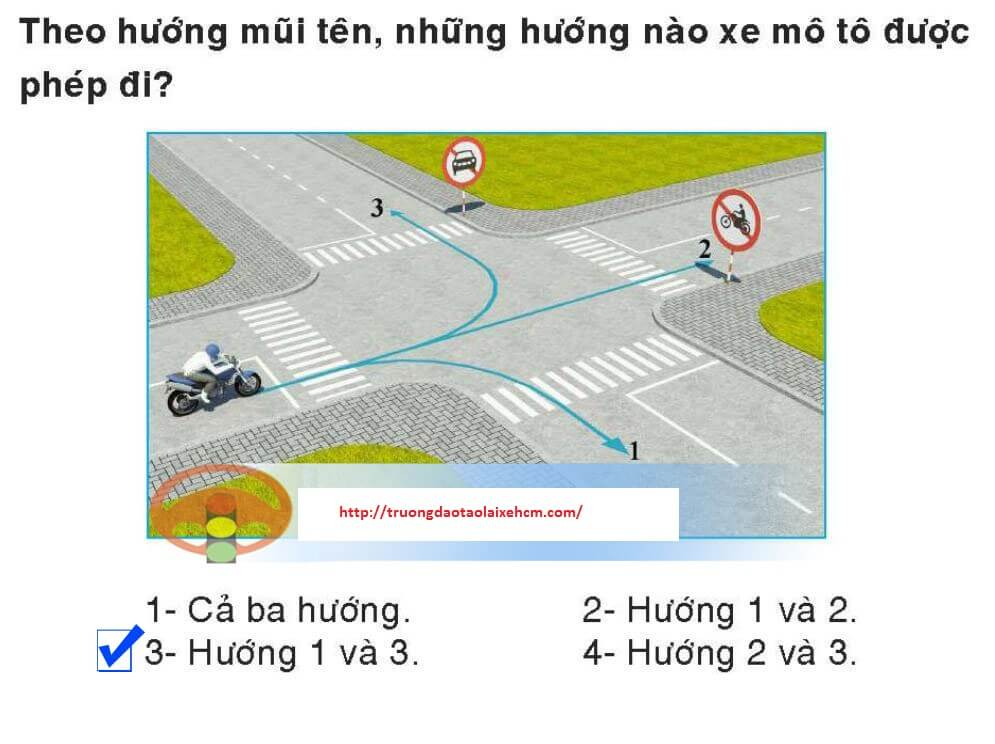 Theo hướng mũi tên, những hướng nào xe mô tô được
phép đi?
3
2
1
http://truongdaotaolaixehcm.com/
1- Cả ba hướng.
2- Hướng 1 và 2.
3- Hướng 1 và 3.
4- Hướng 2 và 3.